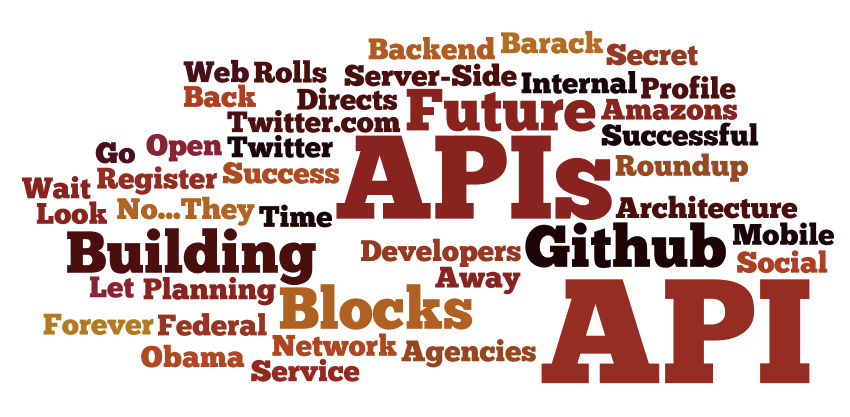 Backend Barack Secret
Web Rolls Server-Side Internal Profile
Back Directs Future Amazons
Twitter.com Successful
Go Open Twitter APIs Roundup
Wait Register Success
Look No...They Time Architecture
Building Developers Github Mobile
Away Social
Let Planning Blocks API
Forever Federal
Obama Network Agencies
Service